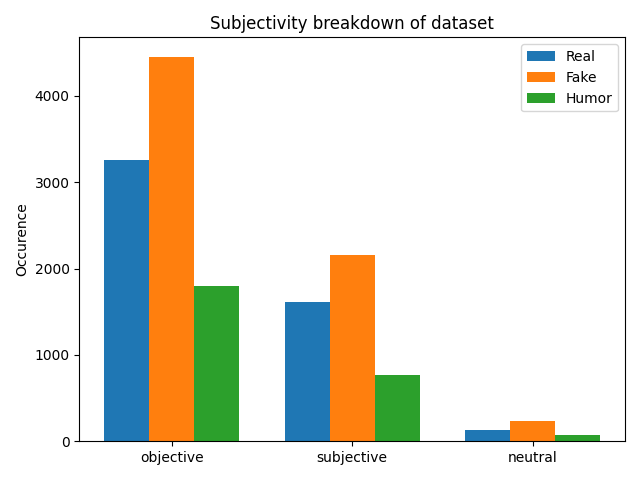 Subjectivity breakdown of dataset
Real
Fake
Humor
Occurence
4000
3000
2000
1000
0
objective
subjective
neutral